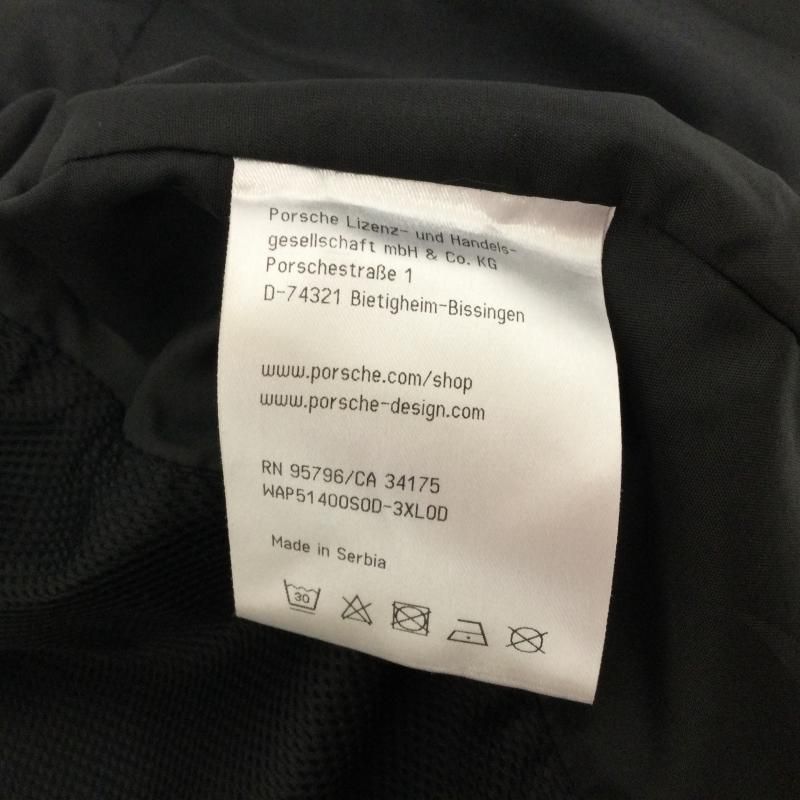 Porsche Lizenz- und Handels-
gesellschaft mbH & Co. KG
Porschestraße 1
D-74321 Bietigheim-Bissingen
www.porsche.com/shop
www.porsche-design.com
RN 95796/CA 34175
WAP51400S0D-3XL0D
Made in Serbia
30